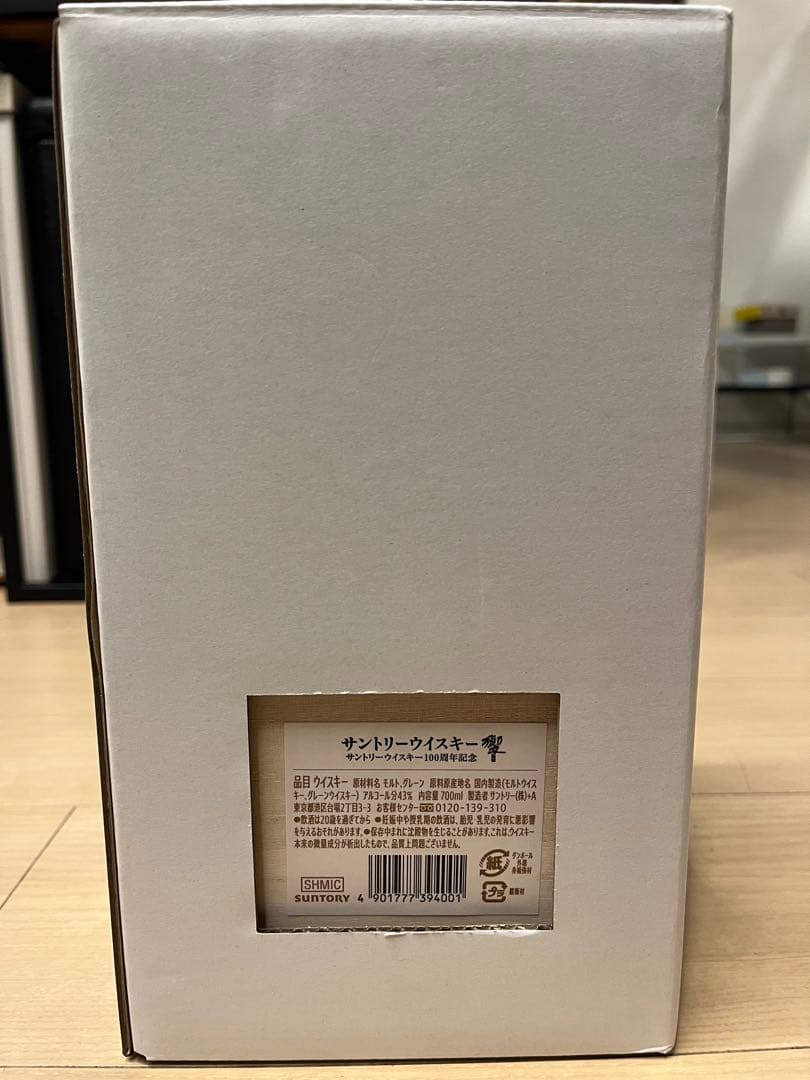 サントリーウイスキー 響
サントリーウイスキー100周年記念
品目 ウイスキー 原材料名 モルト、グレーン 原料原産地名 国内製造(モルトウイス
キー、グレーンウイスキー) アルコール分43% 内容量 700ml 製造者 サントリー(株)+A
東京都港区台場2丁目3-3 お客様センター 0120-139-310
●飲酒は20歳を過ぎてから ●妊娠中や授乳期の飲酒は、胎児・乳児の発育に悪影響
を与えるおそれがあります。●保存中まれに沈殿物を生じることがあります。これは、ウイスキー
本来の微量成分が析出したもので、品質上問題ございません。
紙
ダンボール
外箱
プラ
SHMIC
SUNTORY
4 901777 394001